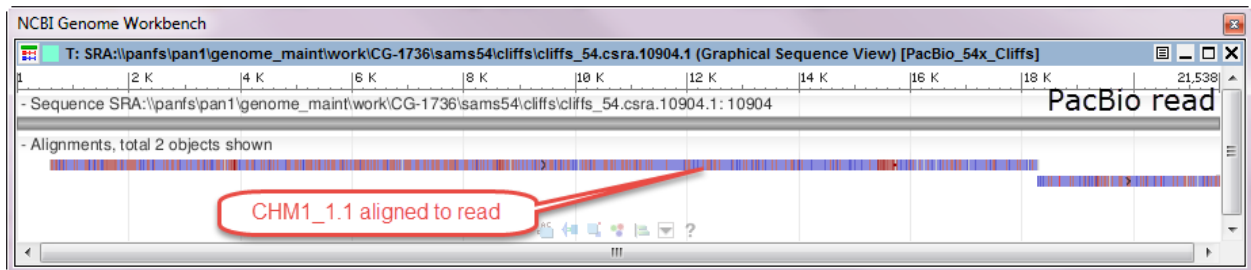 NCBI Genome Workbench
T: SRA:\\panfs\pan1\genome_maint\work\CG-1736\sams54\cliffs\cliffs_54.csra.10904.1 (Graphical Sequence View) [PacBio_54x_Cliffs]
1 2 K 4 K 6 K 8 K 10 K 12 K 14 K 16 K 18 K 21,538
- Sequence SRA:\\panfs\pan1\genome_maint\work\CG-1736\sams54\cliffs\cliffs_54.csra.10904.1: 10904 PacBio read
- Alignments, total 2 objects shown
CHM1_1.1 aligned to read
?